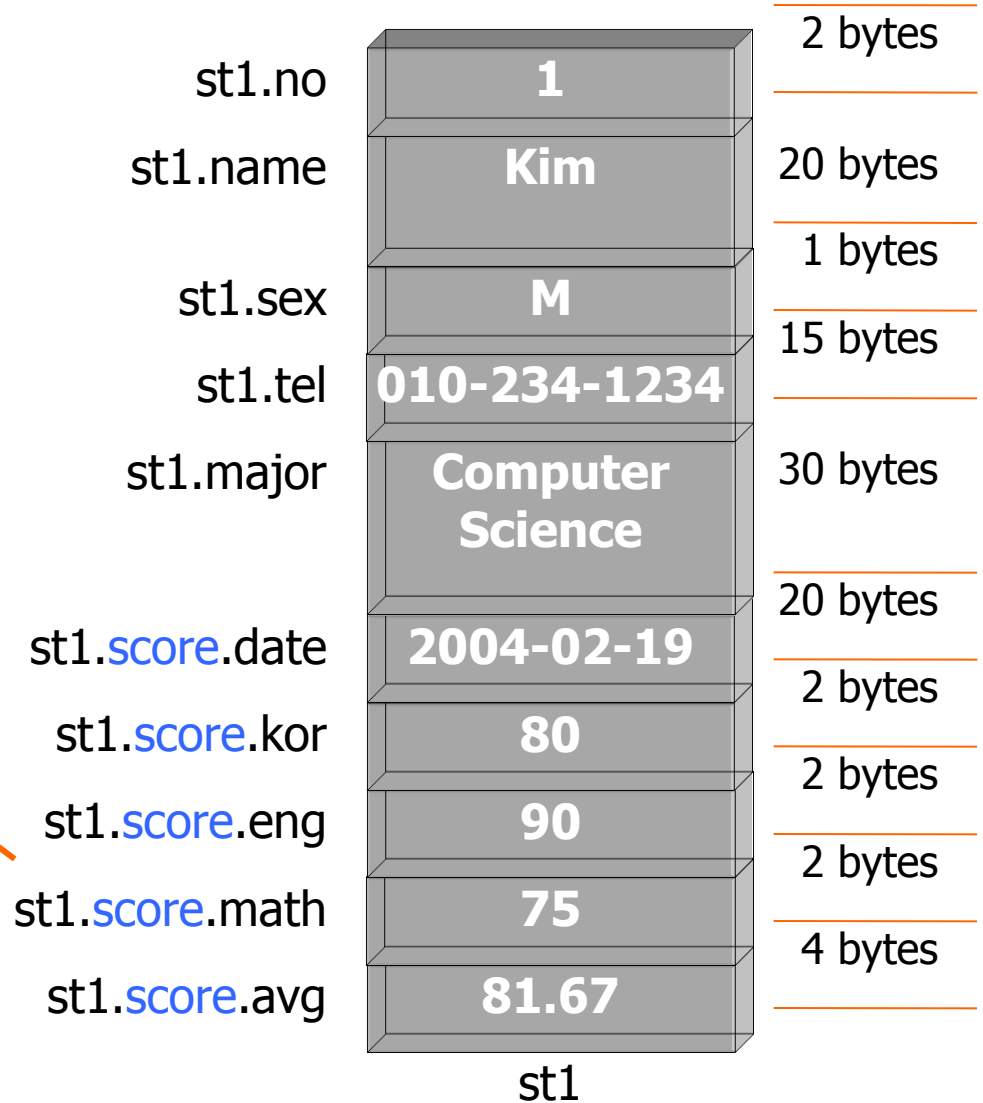 2 bytes
st1.no 1
st1.name Kim 20 bytes
1 bytes
st1.sex M
15 bytes
st1.tel 010-234-1234
st1.major Computer 30 bytes
Science
20 bytes
st1.score.date 2004-02-19
2 bytes
st1.score.kor 80
2 bytes
st1.score.eng 90
2 bytes
st1.score.math 75
4 bytes
st1.score.avg 81.67
st1